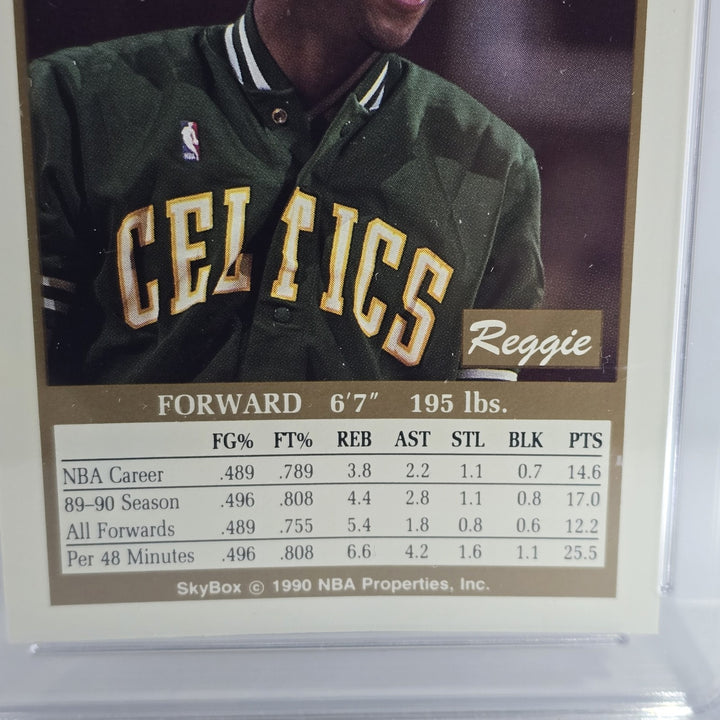 NBA
CELTICS
Reggie
FORWARD 6'7" 195 lbs.
FG% FT% REB AST STL BLK PTS
NBA Career .489 .789 3.8 2.2 1.1 0.7 14.6
89–90 Season .496 .808 4.4 2.8 1.1 0.8 17.0
All Forwards .489 .755 5.4 1.8 0.8 0.6 12.2
Per 48 Minutes .496 .808 6.6 4.2 1.6 1.1 25.5
SkyBox © 1990 NBA Properties, Inc.